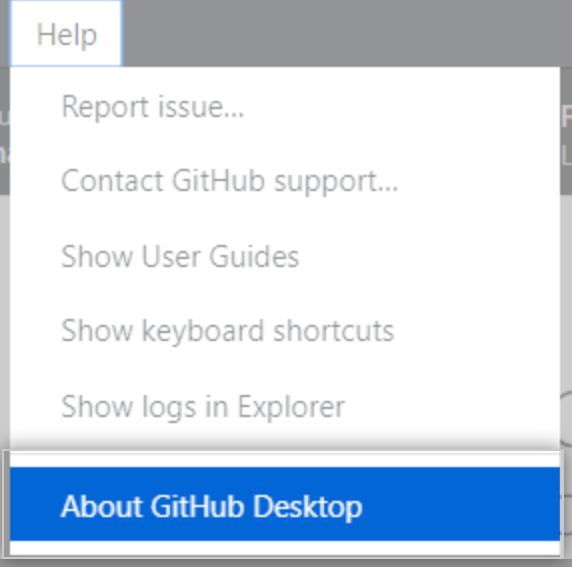 Help
Report issue...
Contact GitHub support...
Show User Guides
Show keyboard shortcuts
Show logs in Explorer
About GitHub Desktop